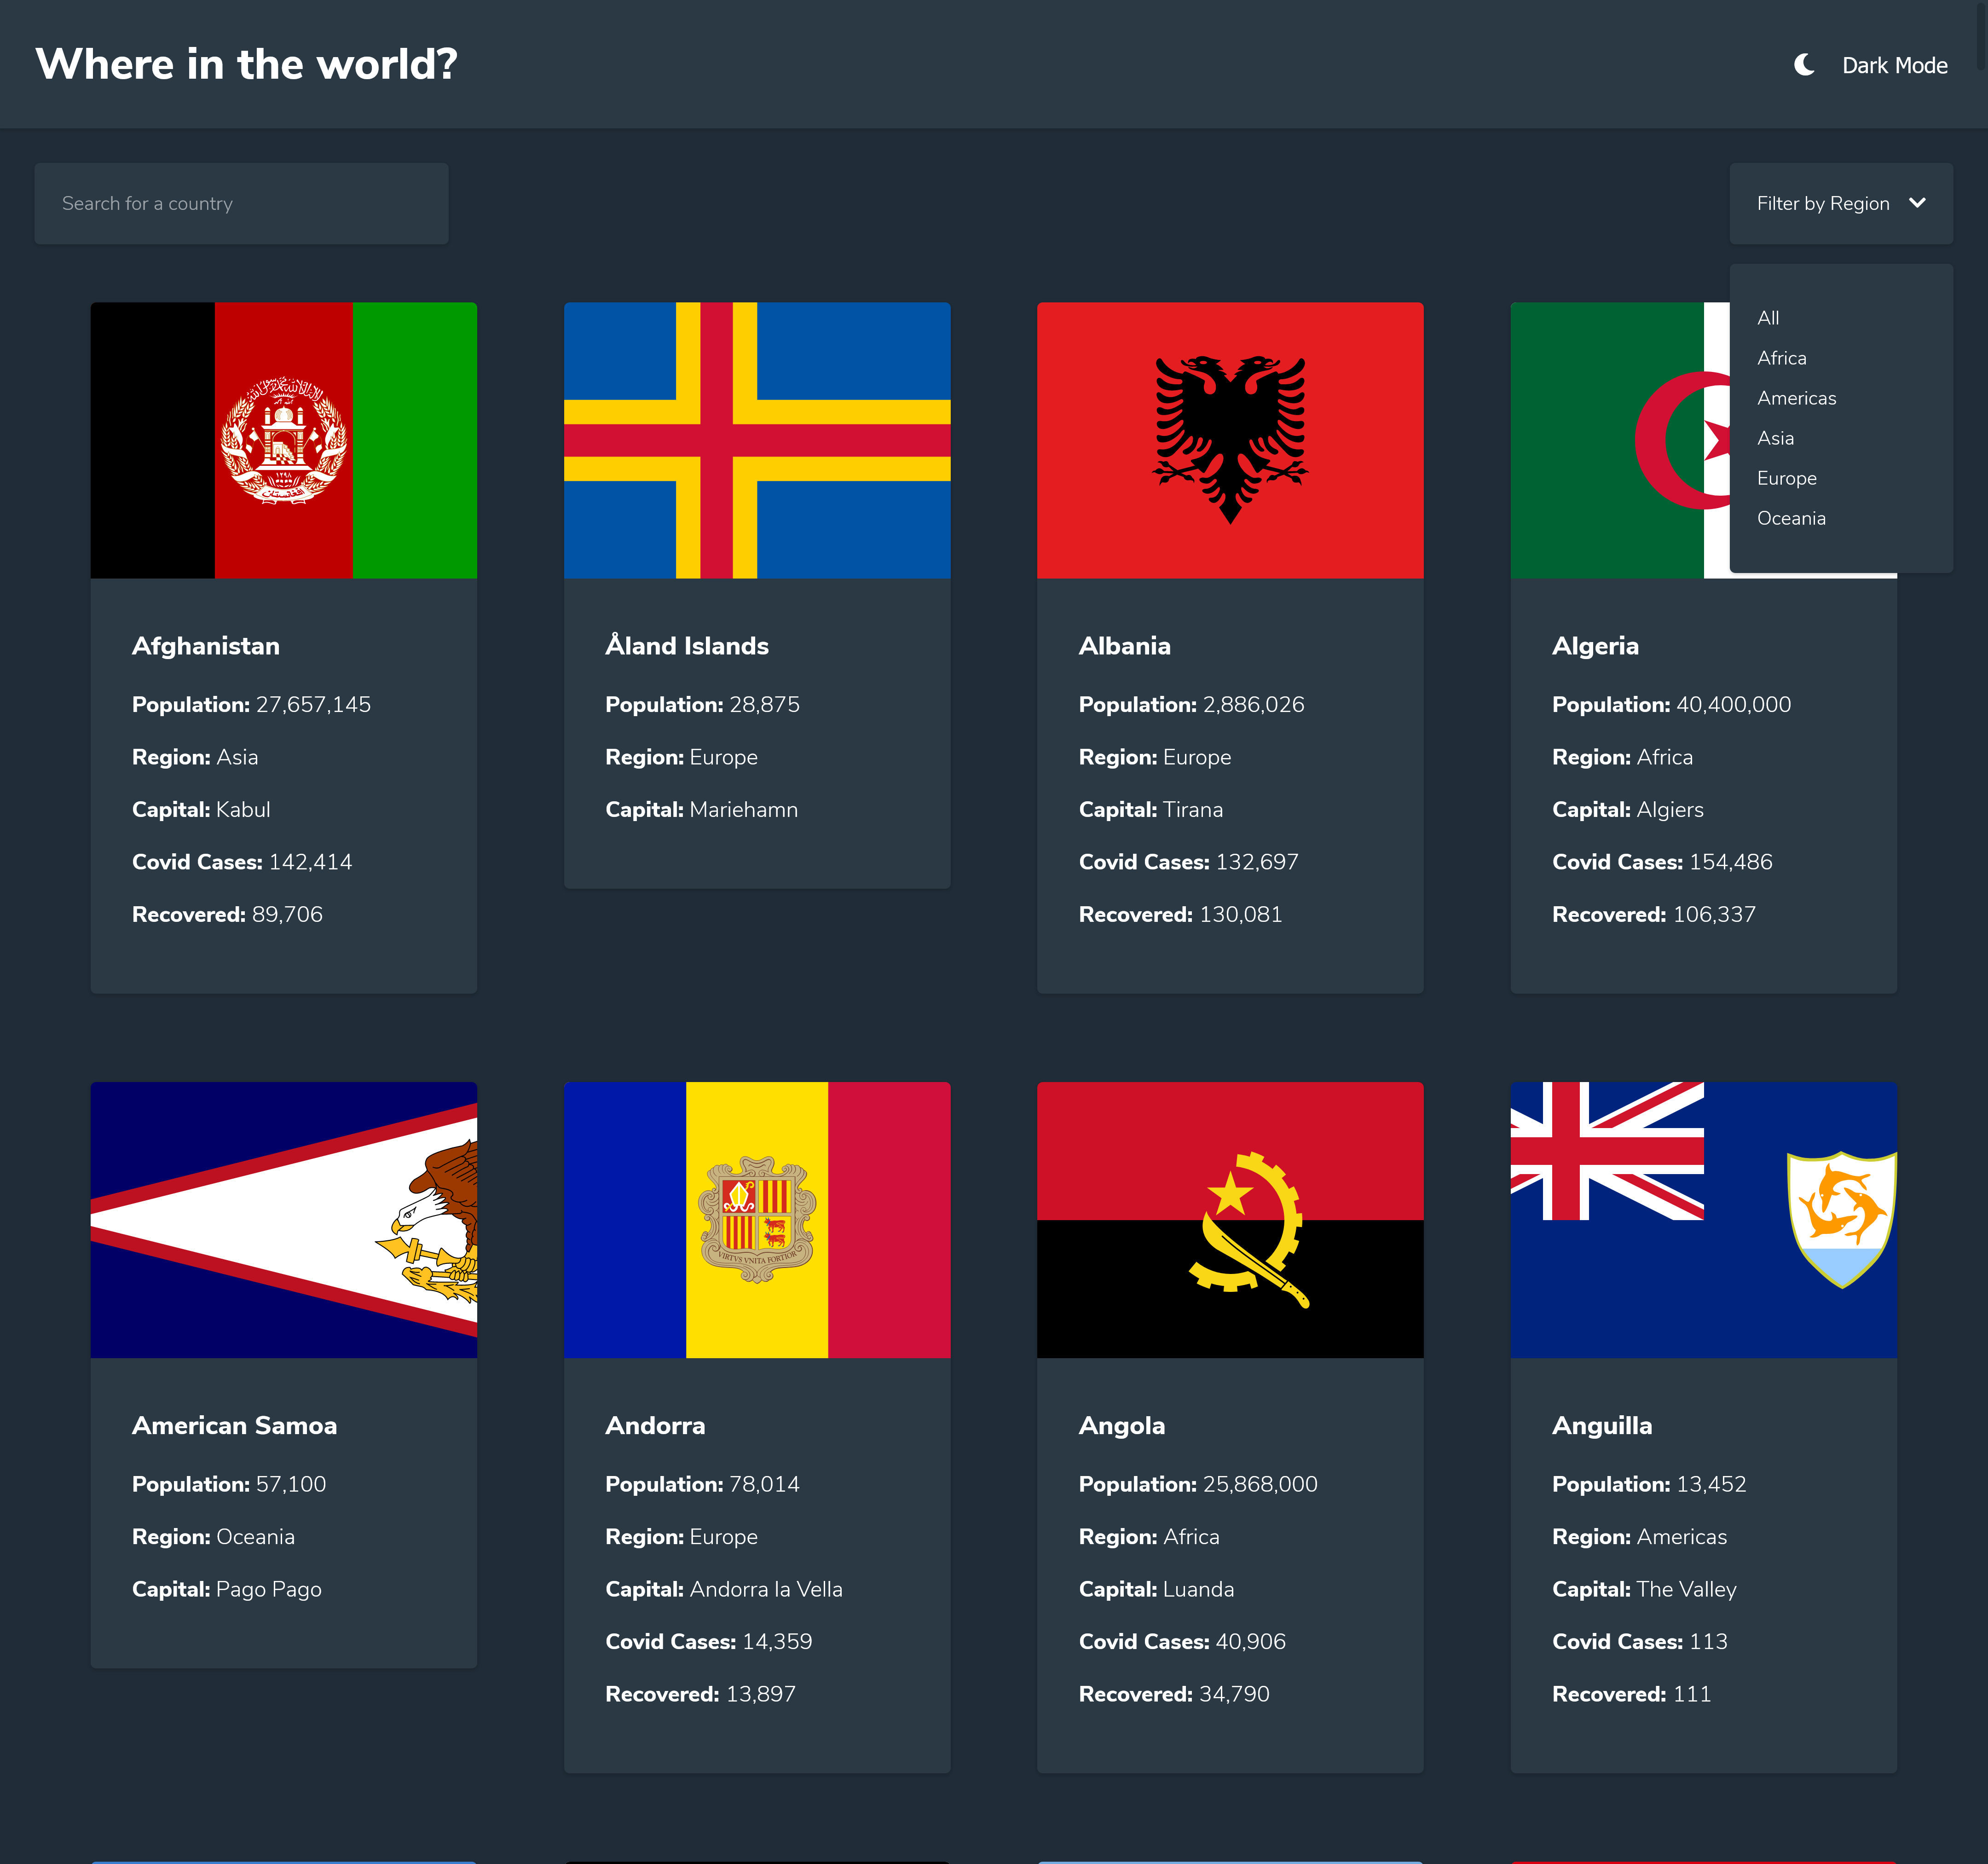 Where in the world?
Dark Mode
Search for a country
Filter by Region
All
Africa
Americas
Asia
Europe
Oceania
Afghanistan
Population: 27,657,145
Region: Asia
Capital: Kabul
Covid Cases: 142,414
Recovered: 89,706
Åland Islands
Population: 28,875
Region: Europe
Capital: Mariehamn
Albania
Population: 2,886,026
Region: Europe
Capital: Tirana
Covid Cases: 132,697
Recovered: 130,081
Algeria
Population: 40,400,000
Region: Africa
Capital: Algiers
Covid Cases: 154,486
Recovered: 106,337
American Samoa
Population: 57,100
Region: Oceania
Capital: Pago Pago
VIRTVS VNITA FORTIOR
Andorra
Population: 78,014
Region: Europe
Capital: Andorra la Vella
Covid Cases: 14,359
Recovered: 13,897
Angola
Population: 25,868,000
Region: Africa
Capital: Luanda
Covid Cases: 40,906
Recovered: 34,790
Anguilla
Population: 13,452
Region: Americas
Capital: The Valley
Covid Cases: 113
Recovered: 111